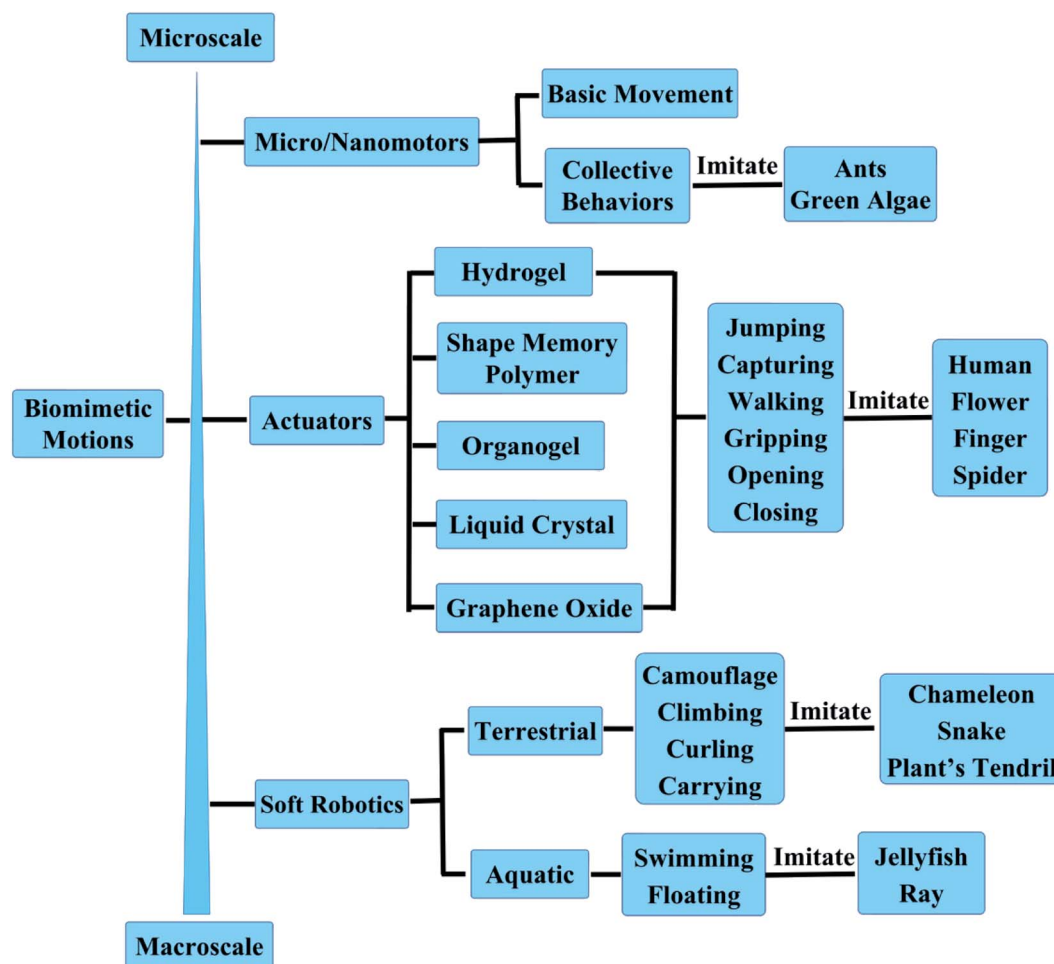 Microscale
Basic Movement
Micro/Nanomotors
Collective
Behaviors
Imitate
Ants
Green Algae
Hydrogel
Shape Memory
Polymer
Biomimetic
Motions
Actuators
Organogel
Liquid Crystal
Graphene Oxide
Jumping
Capturing
Walking
Gripping
Opening
Closing
Imitate
Human
Flower
Finger
Spider
Soft Robotics
Terrestrial
Camouflage
Climbing
Curling
Carrying
Imitate
Chameleon
Snake
Plant's Tendril
Aquatic
Swimming
Floating
Imitate
Jellyfish
Ray
Macroscale